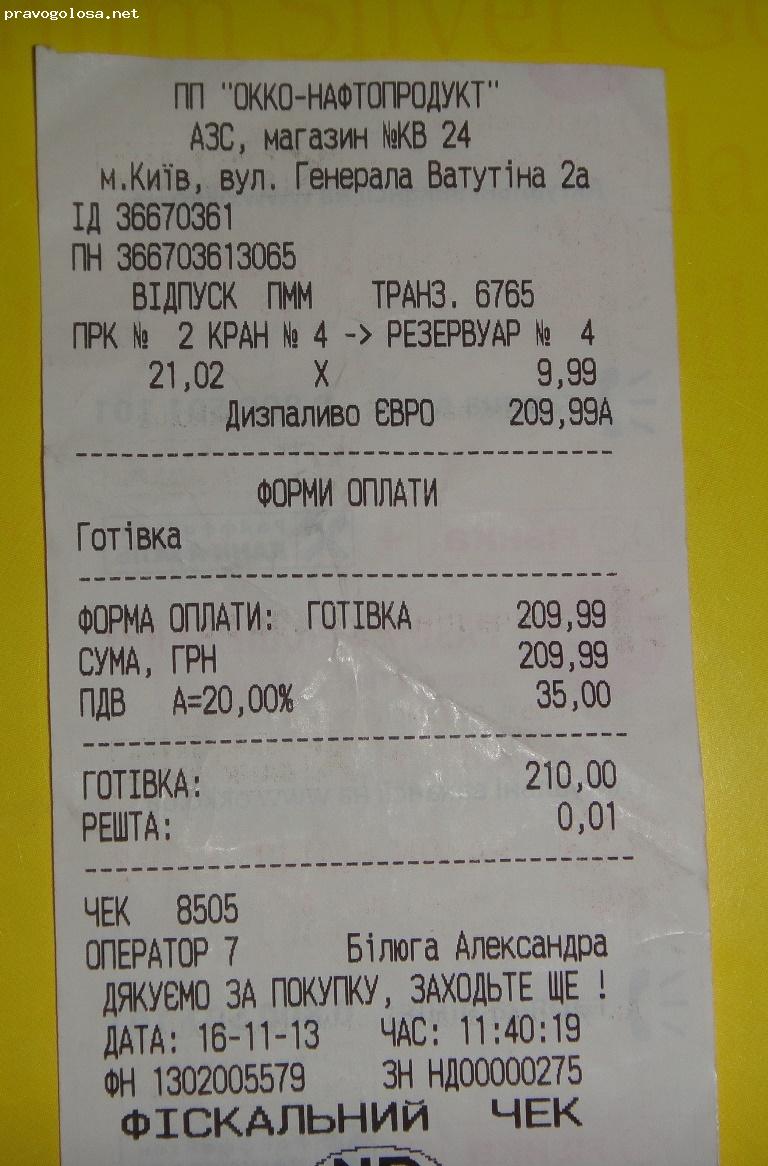 pravogolosa.net
ПП "ОККО-НАФТОПРОДУКТ"
АЗС, магазин №КВ 24
м.Київ, вул. Генерала Ватутіна 2а
ІД 36670361
ПН 366703613065
ВІДПУСК ПММ ТРАНЗ. 6765
ПРК № 2 КРАН № 4 -> РЕЗЕРВУАР № 4
21,02 X 9,99
Дизпаливо ЄВРО 209,99А
ФОРМИ ОПЛАТИ
Готівка
ФОРМА ОПЛАТИ: ГОТІВКА 209,99
СУМА, ГРН 209,99
ПДВ А=20,00% 35,00
ГОТІВКА: 210,00
РЕШТА: 0,01
ЧЕК 8505
ОПЕРАТОР 7 Білюга Александра
ДЯКУЄМО ЗА ПОКУПКУ, ЗАХОДЬТЕ ЩЕ !
ДАТА: 16-11-13 ЧАС: 11:40:19
ФН 1302005579 ЗН НД00000275
ФІСКАЛЬНИЙ ЧЕК